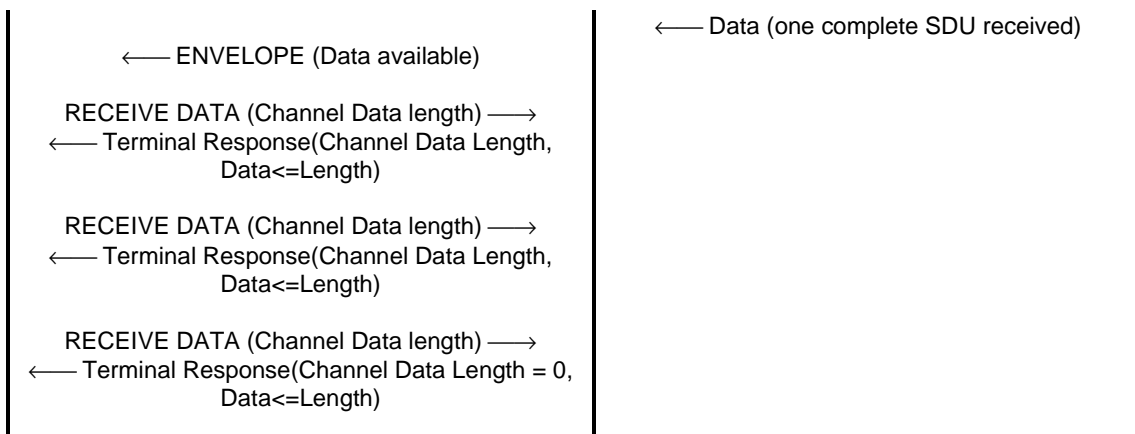 ←── Data (one complete SDU received)
←── ENVELOPE (Data available)
RECEIVE DATA (Channel Data length) ──→
←── Terminal Response(Channel Data Length,
Data<=Length)
RECEIVE DATA (Channel Data length) ──→
←── Terminal Response(Channel Data Length,
Data<=Length)
RECEIVE DATA (Channel Data length) ──→
←── Terminal Response(Channel Data Length = 0,
Data<=Length)